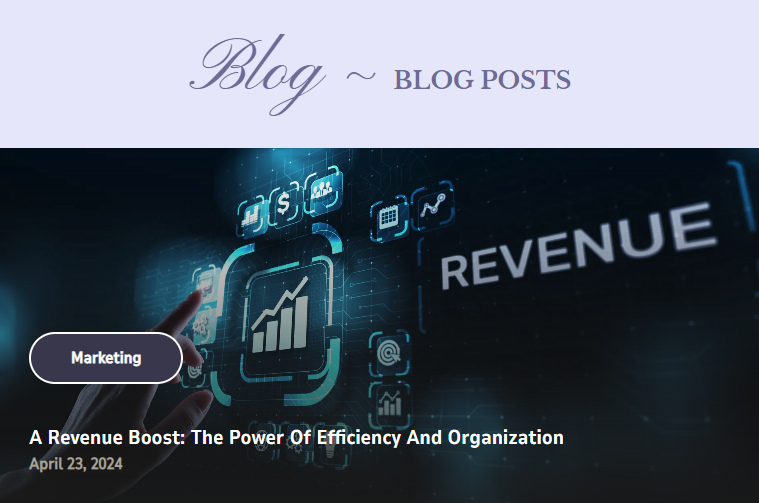 Blog ~ BLOG POSTS
REVENUE
Marketing
A Revenue Boost: The Power Of Efficiency And Organization
April 23, 2024